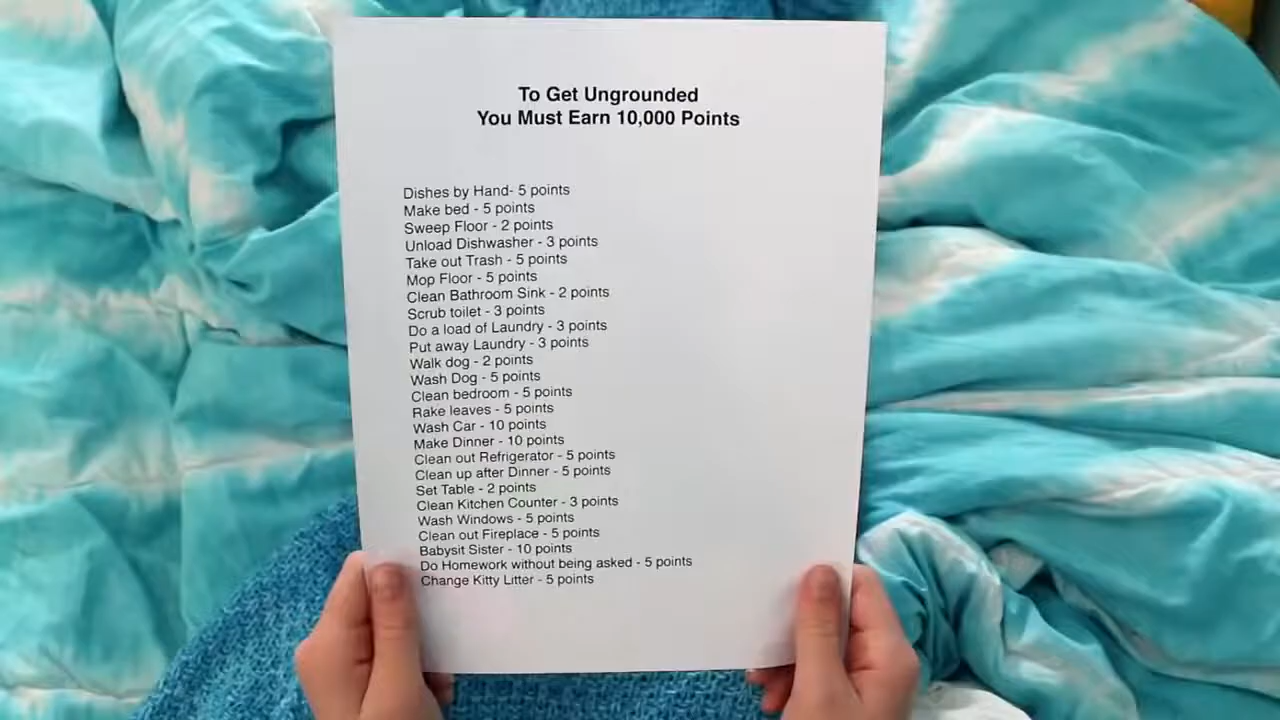 To Get Ungrounded
You Must Earn 10,000 Points
Dishes by Hand- 5 points
Make bed - 5 points
Sweep Floor - 2 points
Unload Dishwasher - 3 points
Take out Trash - 5 points
Mop Floor - 5 points
Clean Bathroom Sink - 2 points
Scrub toilet - 3 points
Do a load of Laundry - 3 points
Put away Laundry - 3 points
Walk dog - 2 points
Wash Dog - 5 points
Clean bedroom - 5 points
Rake leaves - 5 points
Wash Car - 10 points
Make Dinner - 10 points
Clean out Refrigerator - 5 points
Clean up after Dinner - 5 points
Set Table - 2 points
Clean Kitchen Counter - 3 points
Wash Windows - 5 points
Clean out Fireplace - 5 points
Babysit Sister - 10 points
Do Homework without being asked - 5 points
Change Kitty Litter - 5 points